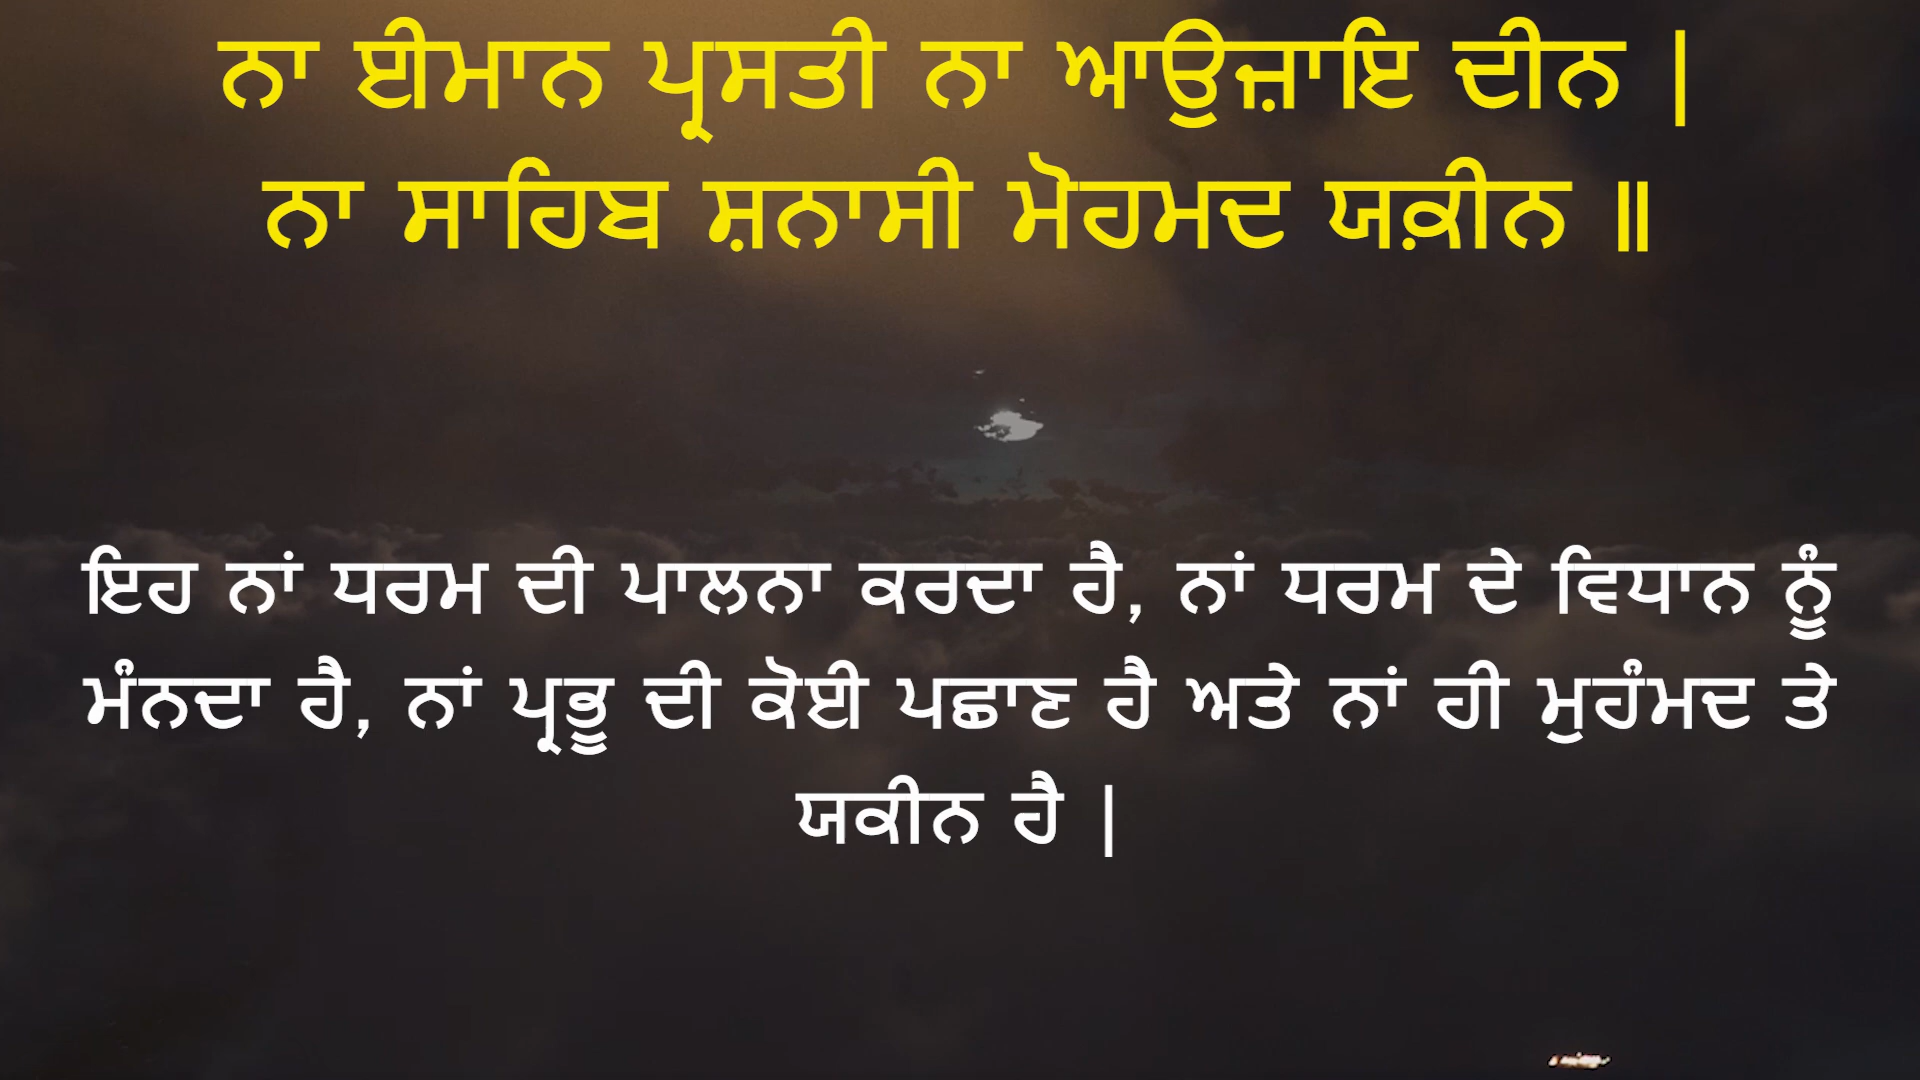 ਨਾ ਈਮਾਨ ਪ੍ਰਸਤੀ ਨਾ ਆਉਜ਼ਾਇ ਦੀਨ |
ਨਾ ਸਾਹਿਬ ਸ਼ਨਾਸੀ ਮੋਹਮਦ ਯਕ਼ੀਨ ॥
ਇਹ ਨਾਂ ਧਰਮ ਦੀ ਪਾਲਨਾ ਕਰਦਾ ਹੈ, ਨਾਂ ਧਰਮ ਦੇ ਵਿਧਾਨ ਨੂੰ
ਮੰਨਦਾ ਹੈ, ਨਾਂ ਪ੍ਰਭੂ ਦੀ ਕੋਈ ਪਛਾਣ ਹੈ ਅਤੇ ਨਾਂ ਹੀ ਮੁਹੰਮਦ ਤੇ
ਯਕੀਨ ਹੈ |